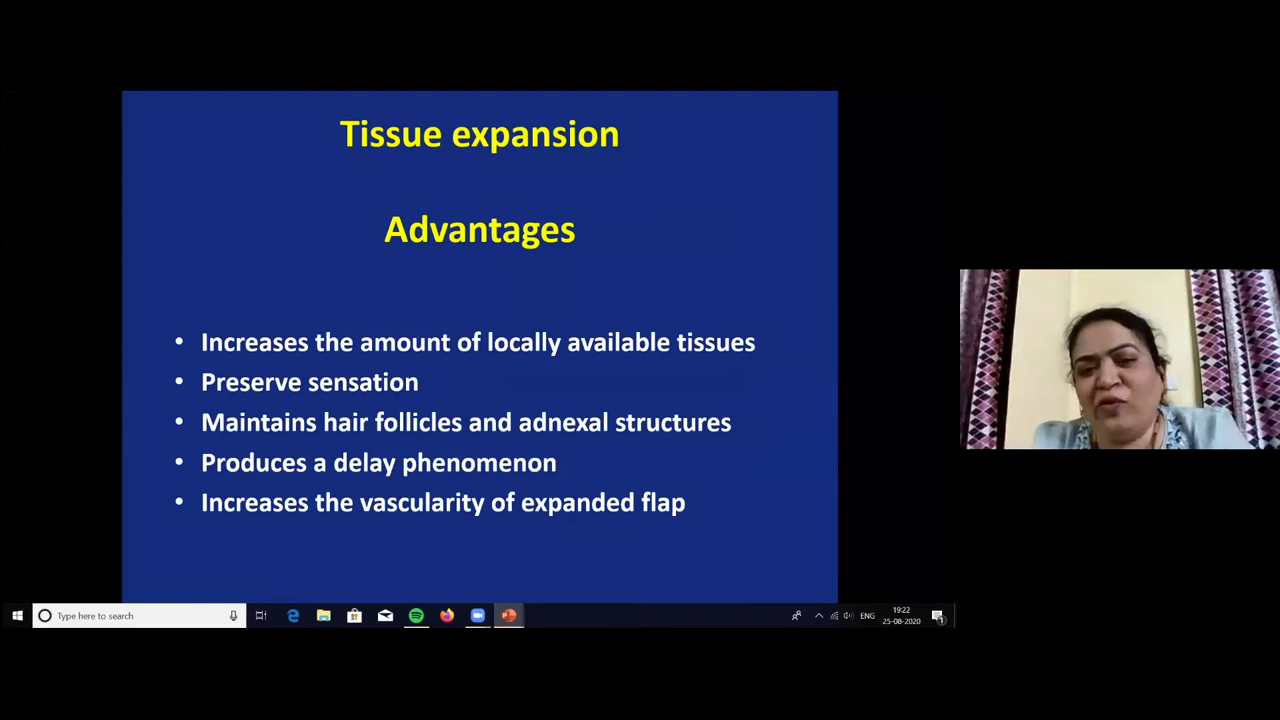 Tissue expansion
Advantages
• Increases the amount of locally available tissues
• Preserve sensation
• Maintains hair follicles and adnexal structures
• Produces a delay phenomenon
• Increases the vascularity of expanded flap
Type here to search
ENG
19:22
25-08-2020
1